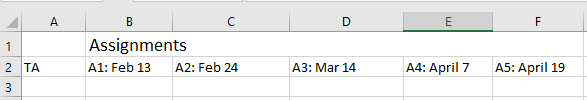 A B C D E F
1 Assignments
2 TA A1: Feb 13 A2: Feb 24 A3: Mar 14 A4: April 7 A5: April 19
3